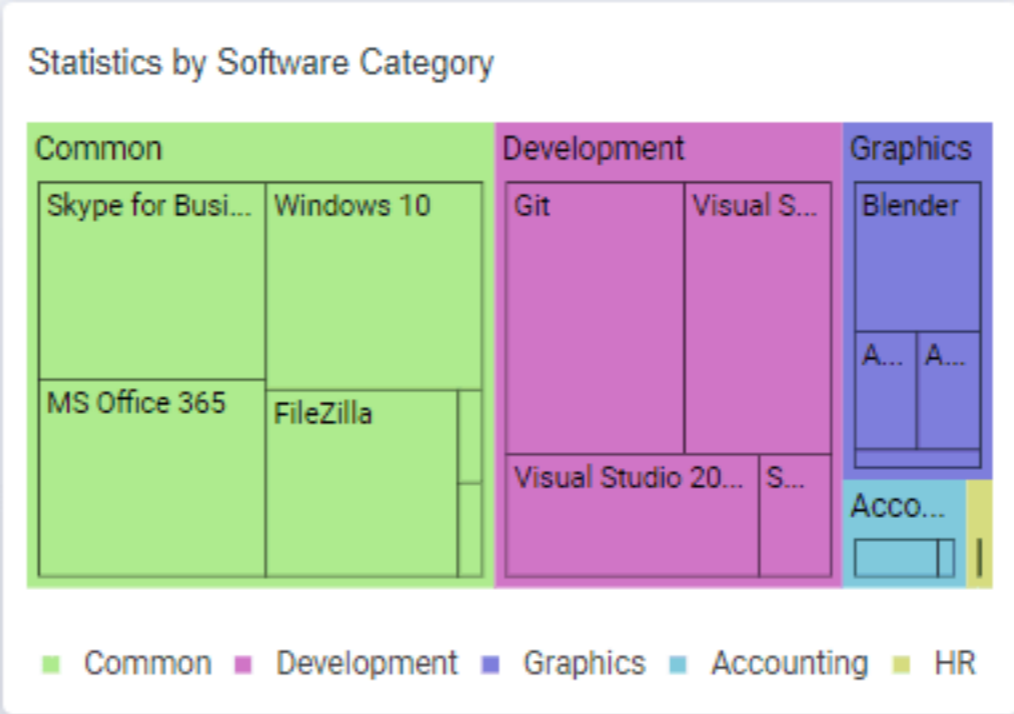 Statistics by Software Category
Common
Development
Graphics
Skype for Busi...
Windows 10
Git
Visual S...
Blender
A...
A...
MS Office 365
FileZilla
Visual Studio 20...
S...
Acco...
Common
Development
Graphics
Accounting
HR